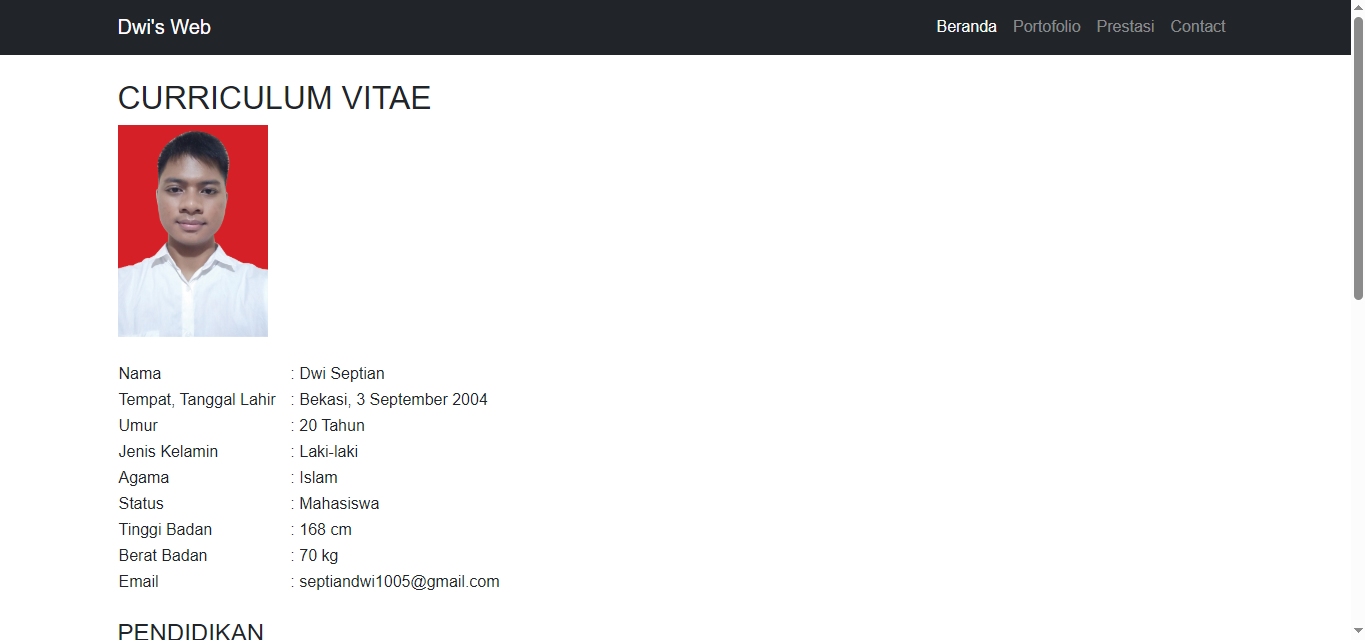 Dwi's Web Beranda Portofolio Prestasi Contact
CURRICULUM VITAE
Nama : Dwi Septian
Tempat, Tanggal Lahir : Bekasi, 3 September 2004
Umur : 20 Tahun
Jenis Kelamin : Laki-laki
Agama : Islam
Status : Mahasiswa
Tinggi Badan : 168 cm
Berat Badan : 70 kg
Email : septiandwi1005@gmail.com
PENDIDIKAN